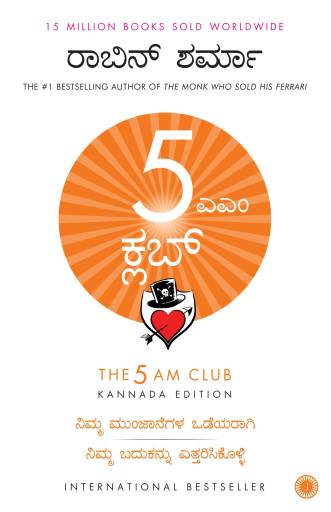 15 MILLION BOOKS SOLD WORLDWIDE
ರಾಬಿನ್ ಶರ್ಮಾ
THE #1 BESTSELLING AUTHOR OF THE MONK WHO SOLD HIS FERRARI
5 ಎಎಂ
ಕ್ಲಬ್
THE 5 AM CLUB
KANNADA EDITION
ನಿಮ್ಮ ಮುಂಜಾನೆಗಳ ಒಡೆಯರಾಗಿ
ನಿಮ್ಮ ಬದುಕನ್ನು ಎತ್ತರಿಸಿಕೊಳ್ಳಿ
INTERNATIONAL BESTSELLER
J